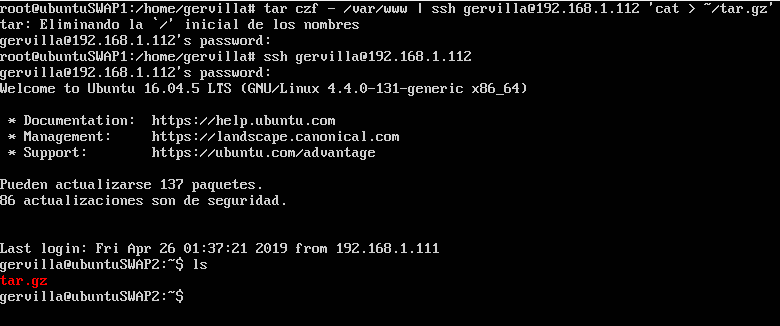 root@ubuntuSWAP1:/home/gervilla# tar czf - /var/www | ssh gervilla@192.168.1.112 'cat > ~/tar.gz'
tar: Eliminando la `/' inicial de los nombres
gervilla@192.168.1.112's password:
root@ubuntuSWAP1:/home/gervilla# ssh gervilla@192.168.1.112
gervilla@192.168.1.112's password:
Welcome to Ubuntu 16.04.5 LTS (GNU/Linux 4.4.0-131-generic x86_64)
* Documentation:  https://help.ubuntu.com
* Management:     https://landscape.canonical.com
* Support:        https://ubuntu.com/advantage
Pueden actualizarse 137 paquetes.
86 actualizaciones son de seguridad.
Last login: Fri Apr 26 01:37:21 2019 from 192.168.1.111
gervilla@ubuntuSWAP2:~$ ls
tar.gz
gervilla@ubuntuSWAP2:~$